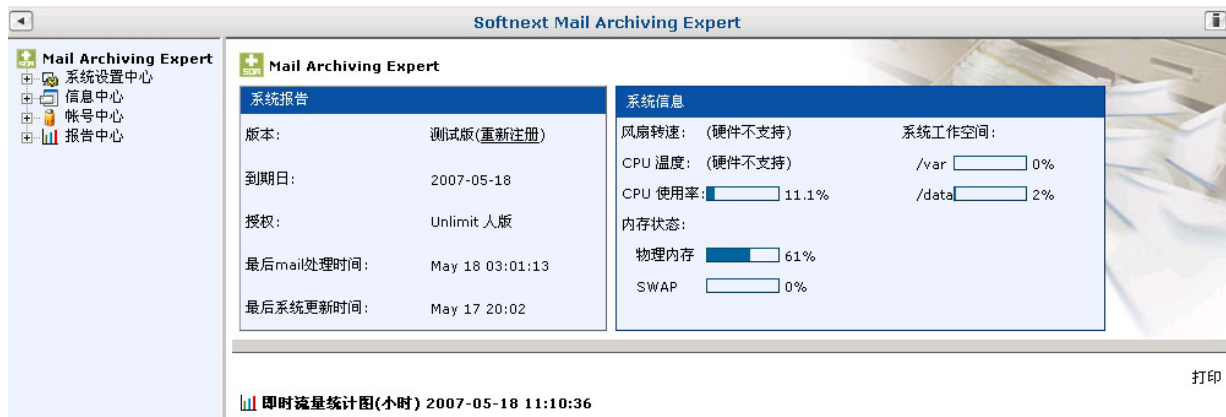 Softnext Mail Archiving Expert
Mail Archiving Expert
系统设置中心
信息中心
帐号中心
报告中心
SQR Mail Archiving Expert
系统报告
版本: 测试版(重新注册)
到期日: 2007-05-18
授权: Unlimit 人版
最后mail处理时间: May 18 03:01:13
最后系统更新时间: May 17 20:02
系统信息
风扇转速: (硬件不支持) 系统工作空间:
CPU 温度: (硬件不支持) /var 0%
CPU 使用率: 11.1% /data 2%
内存状态:
物理内存 61%
SWAP 0%
打印
即时流量统计图(小时) 2007-05-18 11:10:36